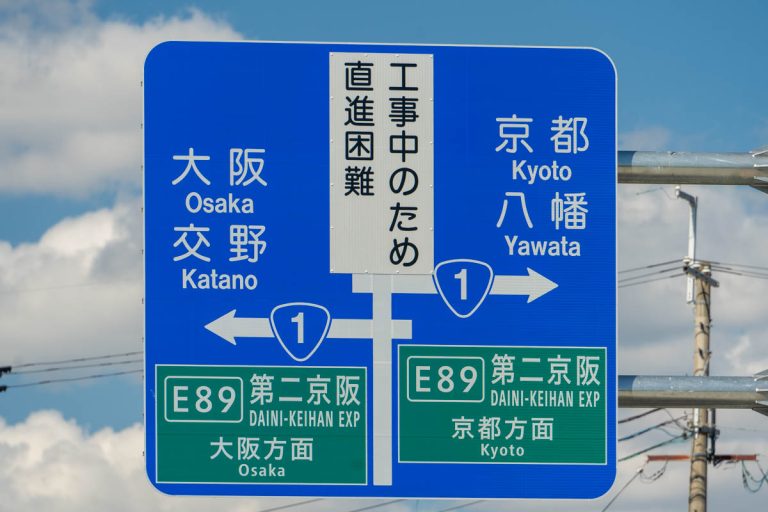 工事中のため
直進困難
大阪
Osaka
交野
Katano
1
京都
Kyoto
八幡
Yawata
1
E89 第二京阪
DAINI-KEIHAN EXP
大阪方面
Osaka
E89 第二京阪
DAINI-KEIHAN EXP
京都方面
Kyoto